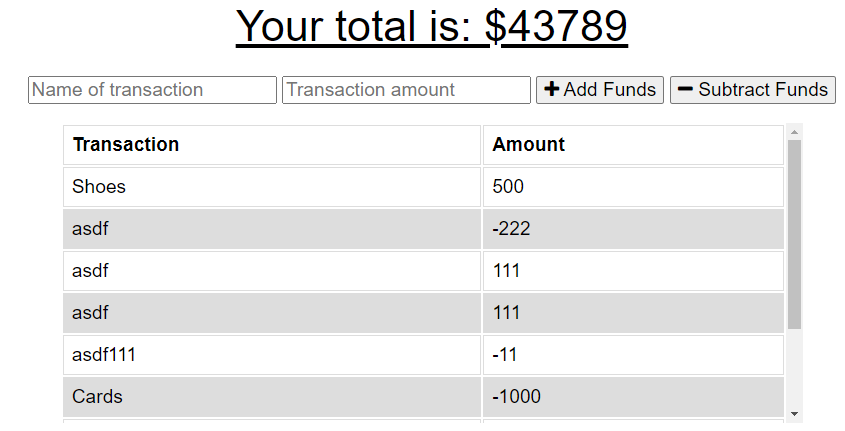 Your total is: $43789
Name of transaction Transaction amount Add Funds Subtract Funds
Transaction Amount
Shoes 500
asdf -222
asdf 111
asdf 111
asdf111 -11
Cards -1000